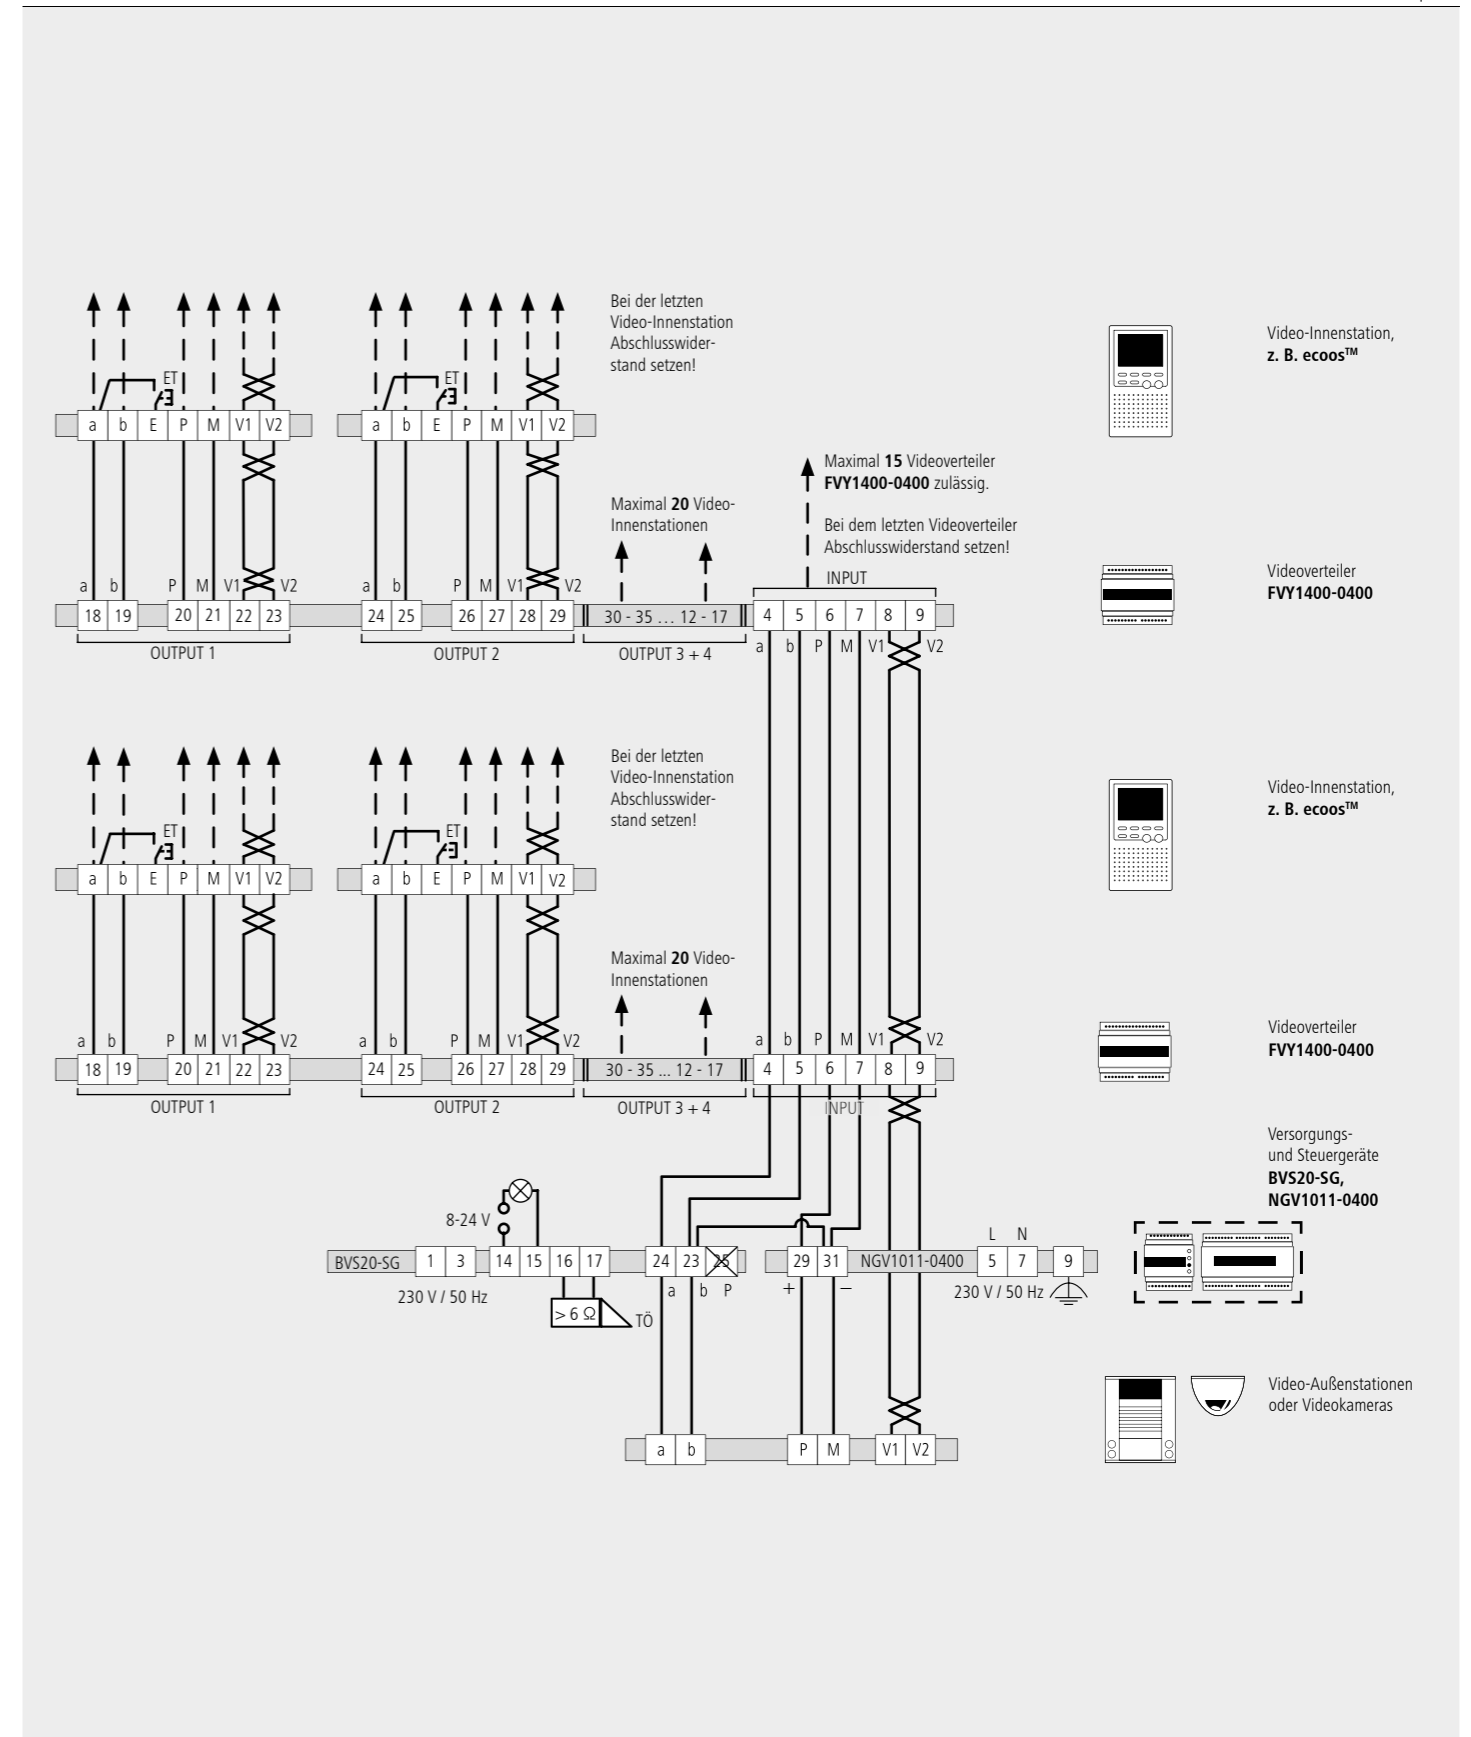 Bei der letzten
Video-Innenstation
Abschlusswider-
stand setzen!
Video-Innenstation,
z. B. ecoos™
ET
ET
a b E P M V1 V2
a b E P M V1 V2
Maximal 15 Videoverteiler
FVY1400-0400 zulässig.
Maximal 20 Video-
Innenstationen
Bei dem letzten Videoverteiler
Abschlusswiderstand setzen!
INPUT
Videoverteiler
FVY1400-0400
a b P M V1 V2
a b P M V1 V2
18 19 20 21 22 23
24 25 26 27 28 29
30 - 35 ... 12 - 17
4 5 6 7 8 9
OUTPUT 1
OUTPUT 2
OUTPUT 3 + 4
a b P M V1 V2
Bei der letzten
Video-Innenstation
Abschlusswider-
stand setzen!
Video-Innenstation,
z. B. ecoos™
ET
ET
a b E P M V1 V2
a b E P M V1 V2
Maximal 20 Video-
Innenstationen
Videoverteiler
FVY1400-0400
a b P M V1 V2
a b P M V1 V2
a b P M V1 V2
18 19 20 21 22 23
24 25 26 27 28 29
30 - 35 ... 12 - 17
4 5 6 7 8 9
OUTPUT 1
OUTPUT 2
OUTPUT 3 + 4
INPUT
Versorgungs-
und Steuergeräte
BVS20-SG,
NGV1011-0400
8-24 V
L N
BVS20-SG 1 3 14 15 16 17 24 23 25
29 31 NGV1011-0400 5 7 9
230 V / 50 Hz
a b P
+ −
230 V / 50 Hz
> 6 Ω
TÖ
Video-Außenstationen
oder Videokameras
a b P M V1 V2